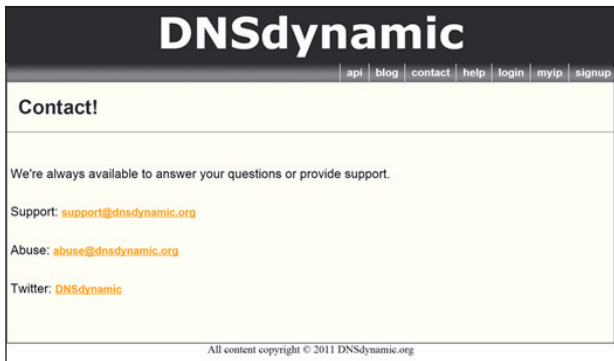 DNSdynamic
api blog contact help login myip signup
Contact!
We're always available to answer your questions or provide support.
Support: support@dnsdynamic.org
Abuse: abuse@dnsdynamic.org
Twitter: DNSdynamic
All content copyright © 2011 DNSdynamic.org